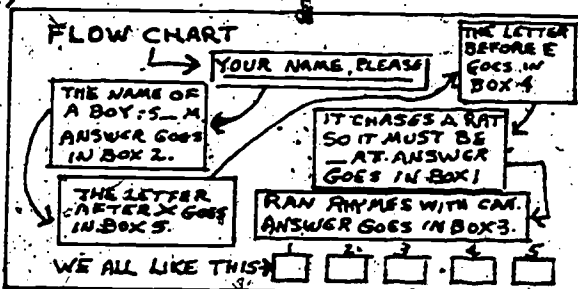 FLOW CHART
YOUR NAME, PLEASE
THE LETTER
BEFORE E
GOES IN
BOX 4
THE NAME OF
A BOY: S_M.
ANSWER GOES
IN BOX 2.
IT CHASES A RAT
SO IT MUST BE
_AT. ANSWER
GOES IN BOX 1
THE LETTER
AFTER X GOES
IN BOX 5.
RAN RHYMES WITH CAN.
ANSWER GOES IN BOX 3.
1 2 3 4 5
WE ALL LIKE THIS